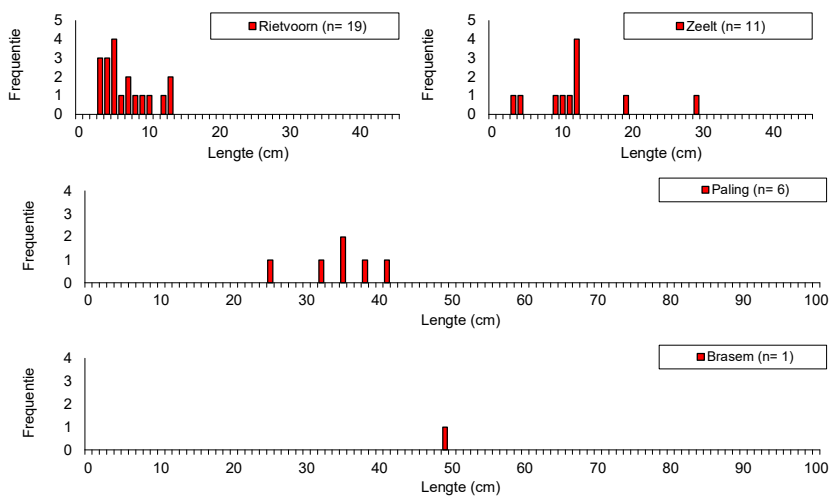 Rietvoorn (n= 19)
Frequentie
5
4
3
2
1
0
0 10 20 30 40
Lengte (cm)
Zeelt (n= 11)
Frequentie
5
4
3
2
1
0
0 10 20 30 40
Lengte (cm)
Paling (n= 6)
Frequentie
4
3
2
1
0
0 10 20 30 40 50 60 70 80 90 100
Lengte (cm)
Brasem (n= 1)
Frequentie
4
3
2
1
0
0 10 20 30 40 50 60 70 80 90 100
Lengte (cm)